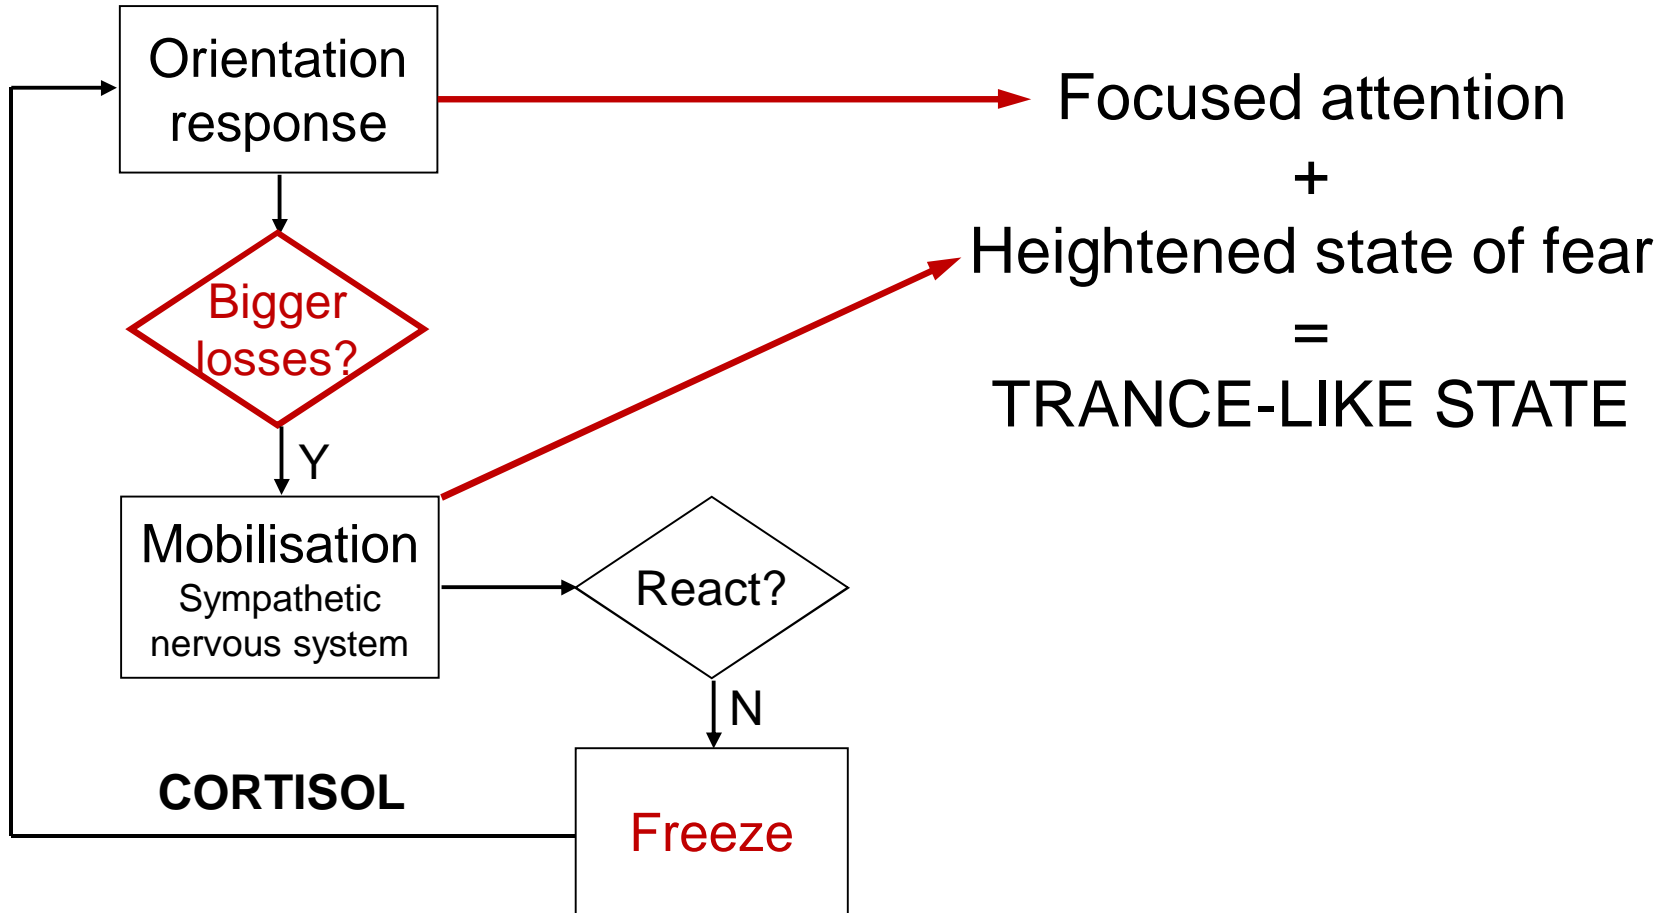 Orientation
response
Focused attention
+
Heightened state of fear
=
TRANCE-LIKE STATE
Bigger
losses?
Y
Mobilisation
Sympathetic
nervous system
React?
N
CORTISOL
Freeze